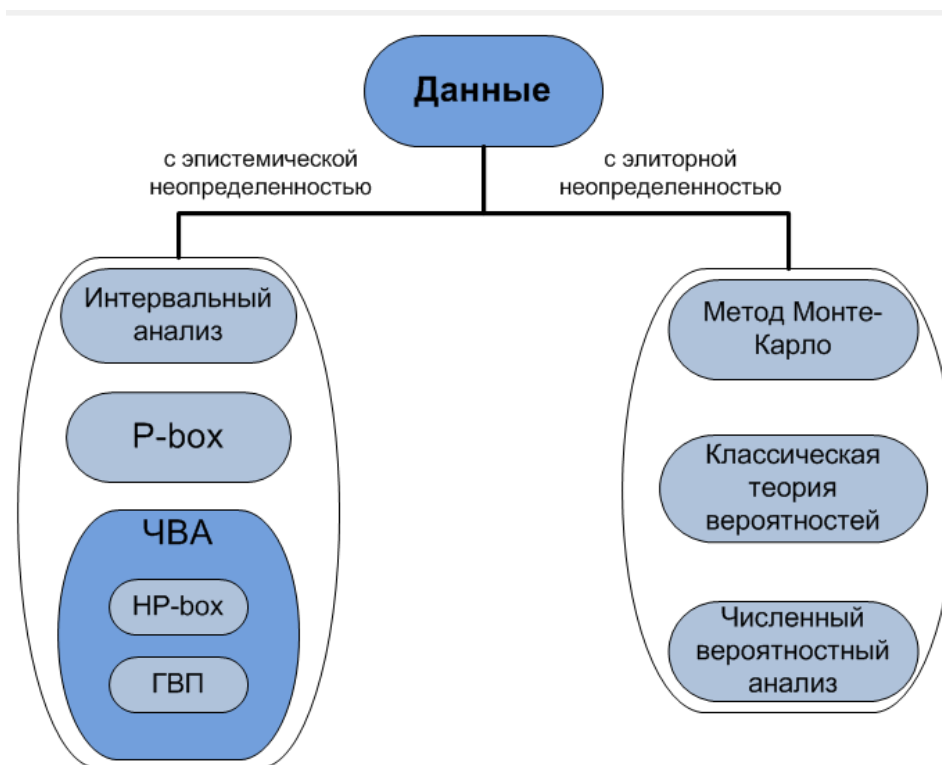 Данные
с эпистемической
неопределенностью
с элиторной
неопределенностью
Интервальный
анализ
P-box
ЧВА
HP-box
ГВП
Метод Монте-
Карло
Классическая
теория
вероятностей
Численный
вероятностный
анализ